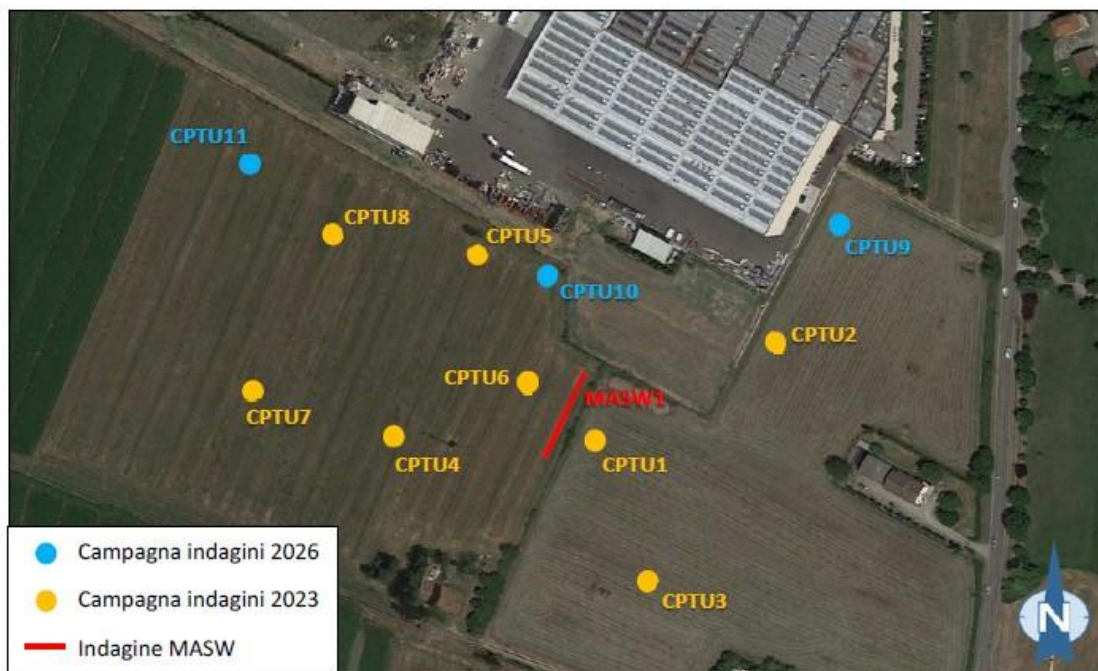 CPTU11
CPTU8
CPTU5
CPTU9
CPTU10
CPTU2
CPTU6
MASW1
CPTU7
CPTU4
CPTU1
CPTU3
Campagna indagini 2026
Campagna indagini 2023
Indagine MASW
N